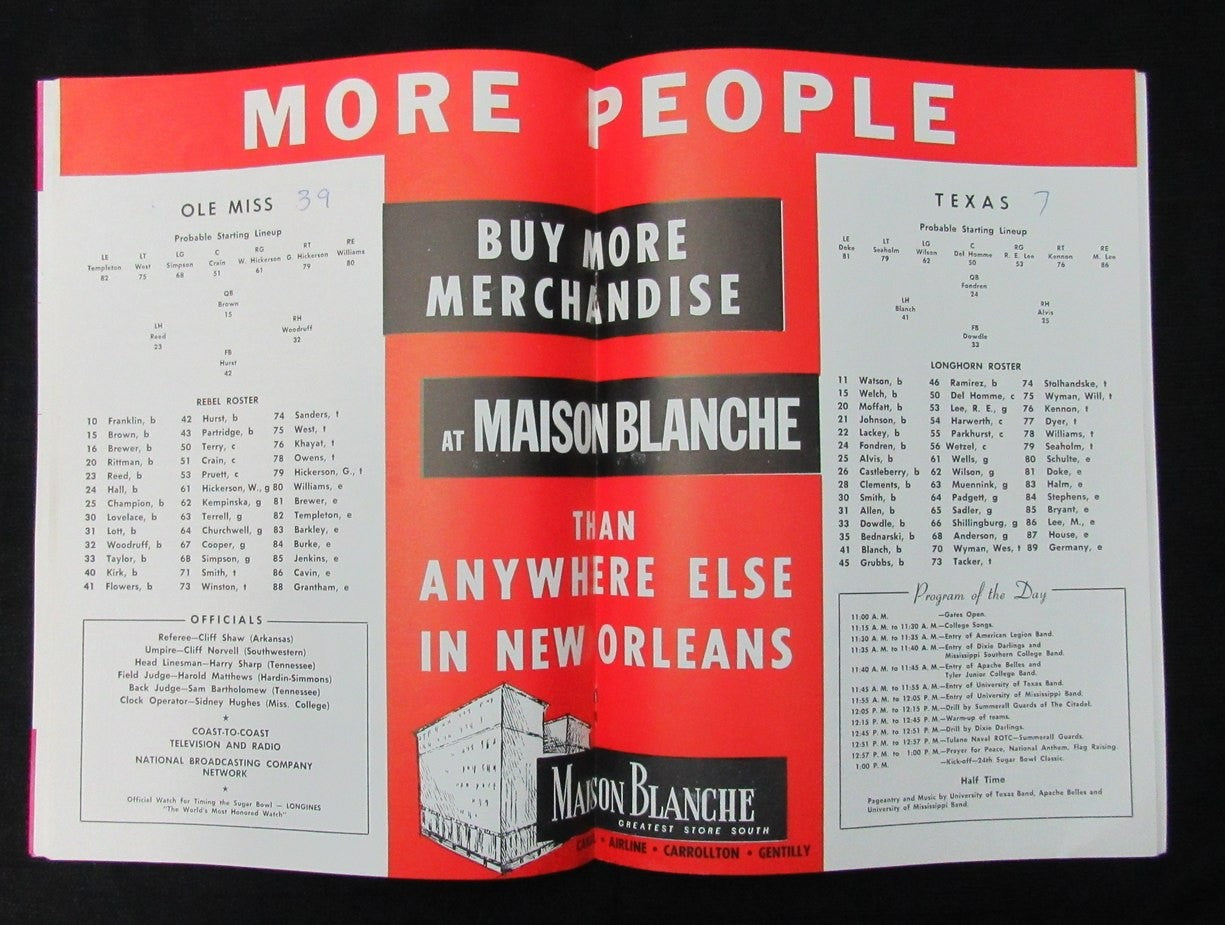 MORE PEOPLE
OLE MISS 39
Probable Starting Lineup
LE LT LG C RG RT RE
Templeton West Simpson Crain W. Hickerson G. Hickerson Williams
82 75 68 51 61 79 80
QB
Brown
15
LH RH
Reed Woodruff
23 32
FB
Hurst
42
REBEL ROSTER
10 Franklin, b 42 Hurst, b 74 Sanders, t
15 Brown, b 43 Partridge, b 75 West, t
16 Brewer, b 50 Terry, c 76 Khayat, t
20 Rittman, b 51 Crain, c 78 Owens, t
23 Reed, b 53 Pruett, c 79 Hickerson, G., t
24 Hall, b 61 Hickerson, W., g 80 Williams, e
25 Champion, b 62 Kempinska, g 81 Brewer, e
30 Lovelace, b 63 Terrell, g 82 Templeton, e
31 Lott, b 64 Churchwell, g 83 Barkley, e
32 Woodruff, b 67 Cooper, g 84 Burke, e
33 Taylor, b 68 Simpson, g 85 Jenkins, e
40 Kirk, b 71 Smith, t 86 Cavin, e
41 Flowers, b 73 Winston, t 88 Grantham, e
OFFICIALS
Referee—Cliff Shaw (Arkansas)
Umpire—Cliff Norvell (Southwestern)
Head Linesman—Harry Sharp (Tennessee)
Field Judge—Harold Matthews (Hardin-Simmons)
Back Judge—Sam Bartholomew (Tennessee)
Clock Operator—Sidney Hughes (Miss. College)
★
COAST-TO-COAST
TELEVISION AND RADIO
NATIONAL BROADCASTING COMPANY
NETWORK
★
Official Watch for Timing the Sugar Bowl — LONGINES
"The World's Most Honored Watch"
BUY MORE
MERCHANDISE
AT MAISON BLANCHE
THAN
ANYWHERE ELSE
IN NEW ORLEANS
MAISON BLANCHE
GREATEST STORE SOUTH
• AIRLINE • CARROLLTON • GENTILLY
TEXAS 7
Probable Starting Lineup
LE LT LG C RG RT RE
Doke Seaholm Wilson Del Homme R. E. Lee Kennon M. Lee
81 79 62 50 53 76 86
QB
Fondren
24
LH RH
Blanch Alvis
41 25
FB
Dowdle
33
LONGHORN ROSTER
11 Watson, b 46 Ramirez, b 74 Stolhandske, t
15 Welch, b 50 Del Homme, c 75 Wyman, Will, t
20 Moffatt, b 53 Lee, R. E., g 76 Kennon, t
21 Johnson, b 54 Harwerth, c 77 Dyer, t
22 Lackey, b 55 Parkhurst, c 78 Williams, t
24 Fondren, b 56 Wetzel, c 79 Seaholm, t
25 Alvis, b 61 Wells, g 80 Schulte, e
26 Castleberry, b 62 Wilson, g 81 Doke, e
28 Clements, b 63 Muennink, g 83 Halm, e
30 Smith, b 64 Padgett, g 84 Stephens, e
31 Allen, b 65 Sadler, g 85 Bryant, e
33 Dowdle, b 66 Shillingburg, g 86 Lee, M., e
35 Bednarski, b 68 Anderson, g 87 House, e
41 Blanch, b 70 Wyman, Wes, t 89 Germany, e
45 Grubbs, b 73 Tacker, t
Program of the Day
11:00 A. M. —Gates Open.
11:15 A. M. to 11:30 A. M.—College Songs.
11:30 A. M. to 11:35 A. M.—Entry of American Legion Band.
11:35 A. M. to 11:40 A. M.—Entry of Dixie Darlings and
Mississippi Southern College Band.
11:40 A. M. to 11:45 A. M.—Entry of Apache Belles and
Tyler Junior College Band.
11:45 A. M. to 11:55 A. M.—Entry of University of Texas Band.
11:55 A. M. to 12:05 P. M.—Entry of University of Mississippi Band.
12:05 P. M. to 12:15 P. M.—Drill by Summerall Guards of The Citadel.
12:15 P. M. to 12:45 P. M.—Warm-up of teams.
12:45 P. M. to 12:51 P. M.—Drill by Dixie Darlings.
12:51 P. M. to 12:57 P. M.—Tulane Naval ROTC—Summerall Guards.
12:57 P. M. to 1:00 P. M.—Prayer for Peace, National Anthem, Flag Raising.
1:00 P. M. —Kick-off—24th Sugar Bowl Classic.
Half Time
Pageantry and Music by University of Texas Band, Apache Belles and
University of Mississippi Band.